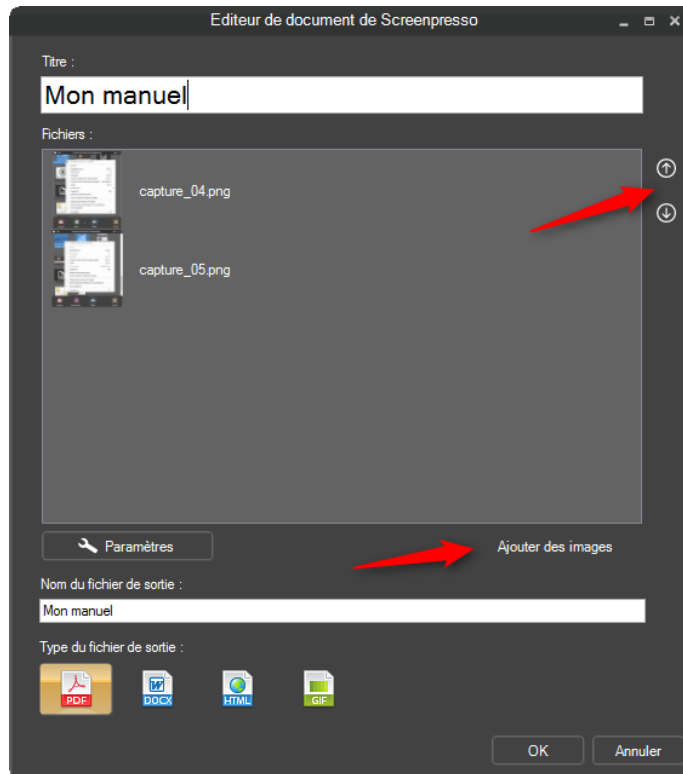 Editeur de document de Screenpresso
Titre :
Mon manuel
Fichiers :
capture_04.png
capture_05.png
Paramètres
Ajouter des images
Nom du fichier de sortie :
Mon manuel
Type du fichier de sortie :
PDF DOCX HTML GIF
OK Annuler